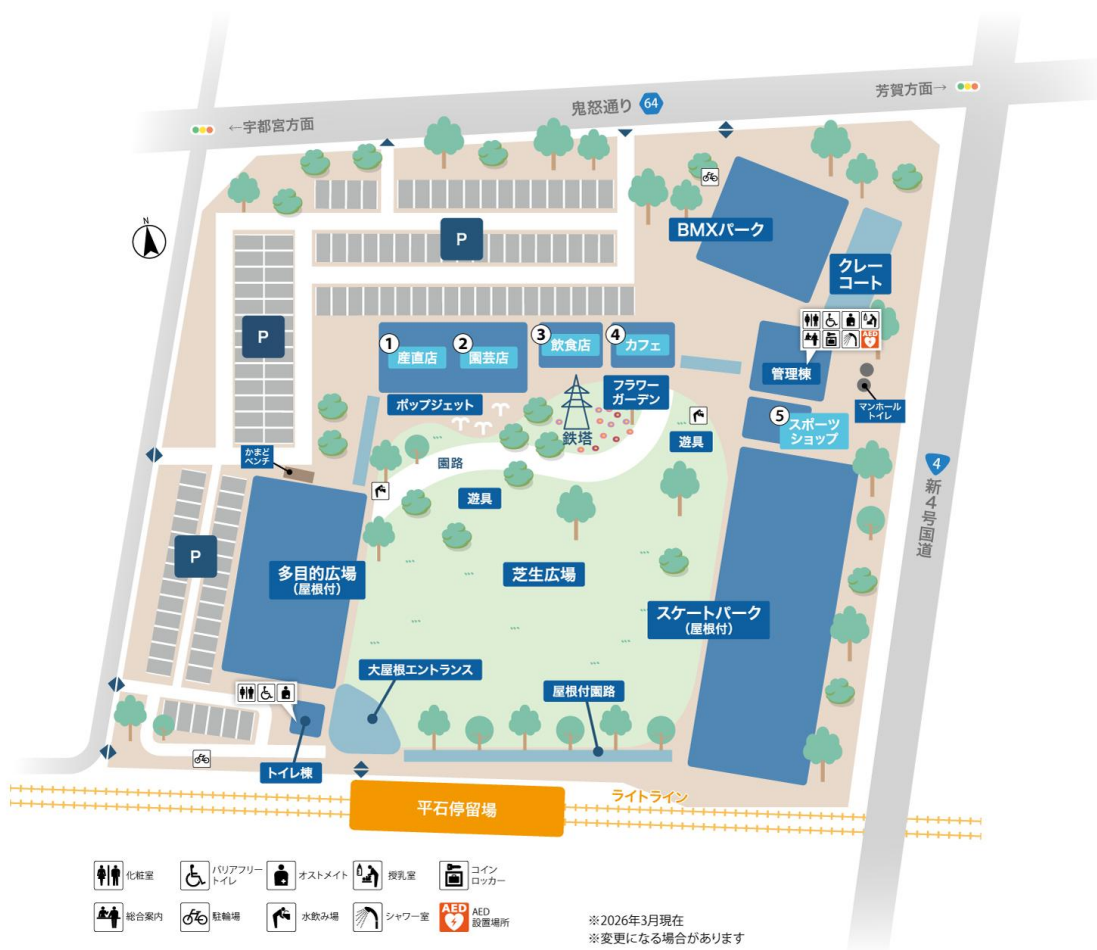 芳賀方面→
鬼怒通り 64
←宇都宮方面
N
P
BMXパーク
クレー
コート
P
AED
① 産直店
② 園芸店
③ 飲食店
④ カフェ
管理棟
マンホール
トイレ
⑤ スポーツ
ショップ
ポップジェット
フラワー
ガーデン
鉄塔
遊具
園路
遊具
かまど
ベンチ
4
新4号国道
P
多目的広場
(屋根付)
芝生広場
スケートパーク
(屋根付)
大屋根エントランス
屋根付園路
トイレ棟
平石停留場
ライトライン
化粧室
バリアフリー
トイレ
オストメイト
授乳室
コイン
ロッカー
総合案内
駐輪場
水飲み場
シャワー室
AED
AED
設置場所
※2026年3月現在
※変更になる場合があります